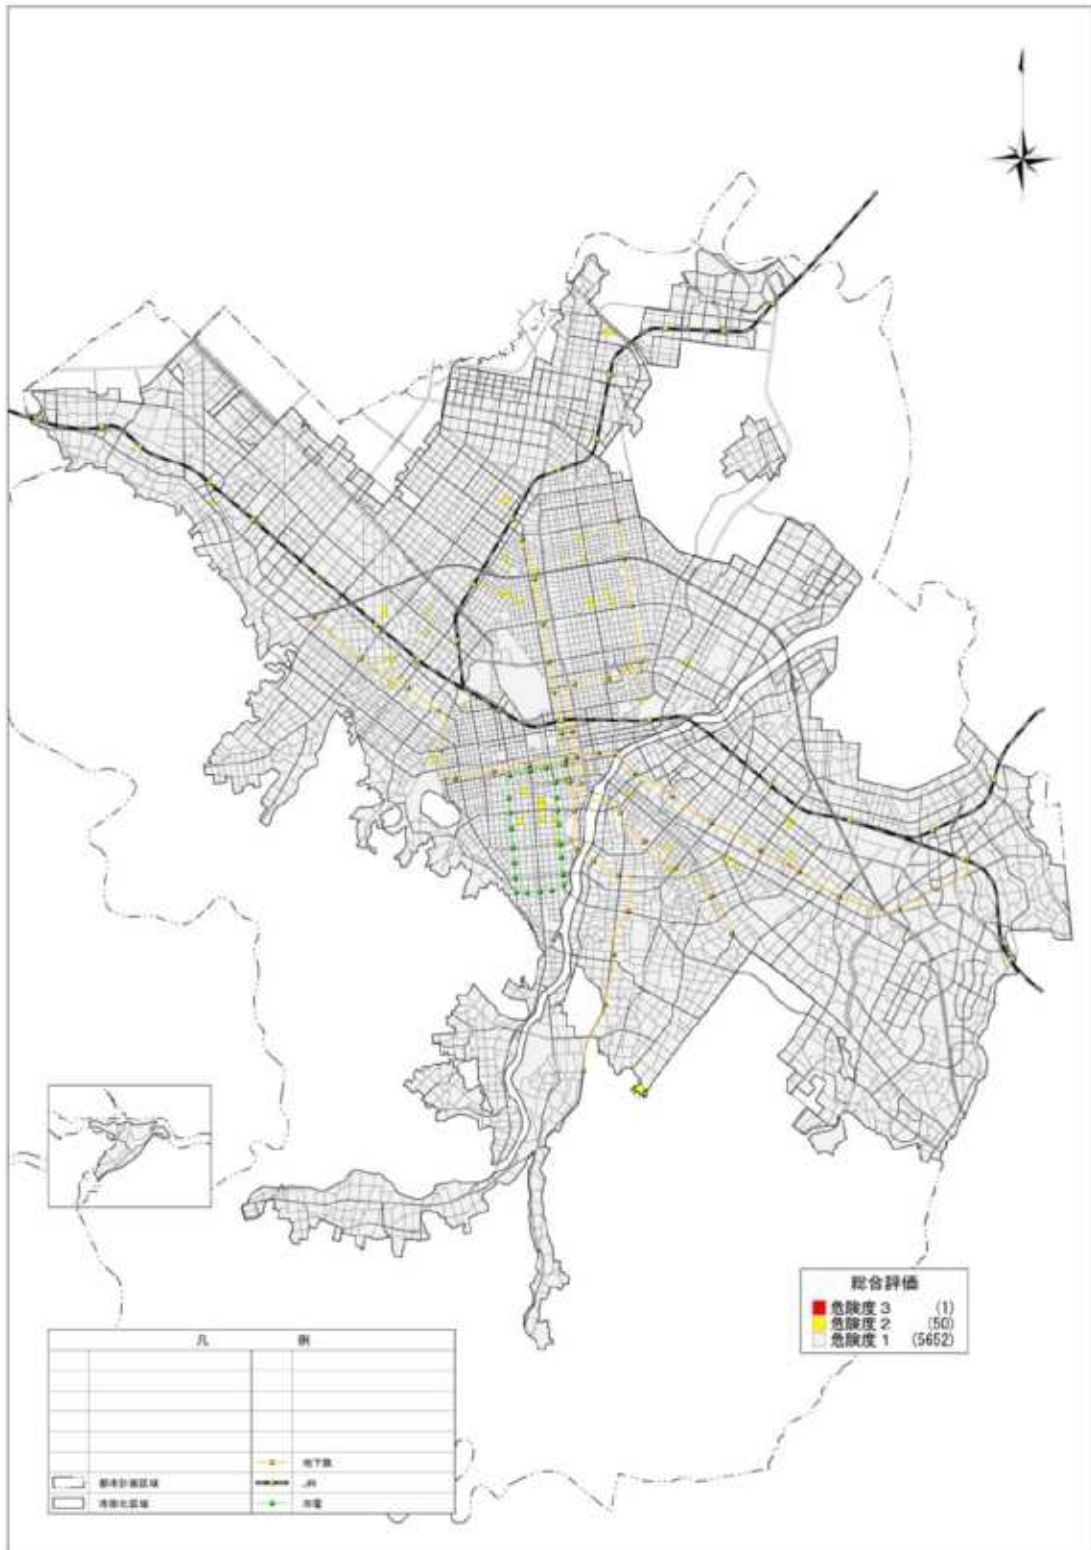 総合評価
危険度３ (1)
危険度２ (50)
危険度１ (5652)
凡 例
地下鉄
都市計画区域 JR
市街化区域 市電